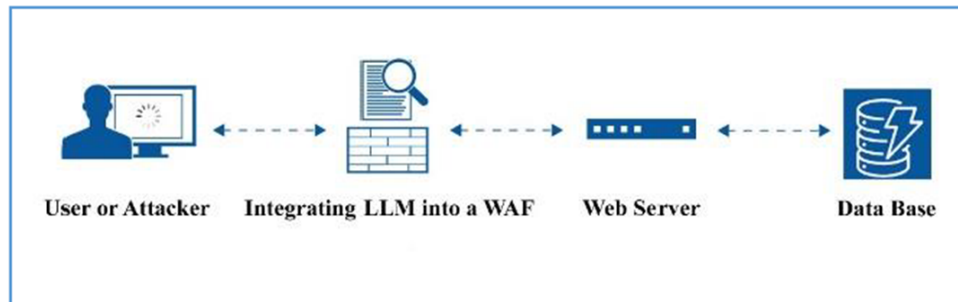 User or Attacker
Integrating LLM into a WAF
Web Server
Data Base